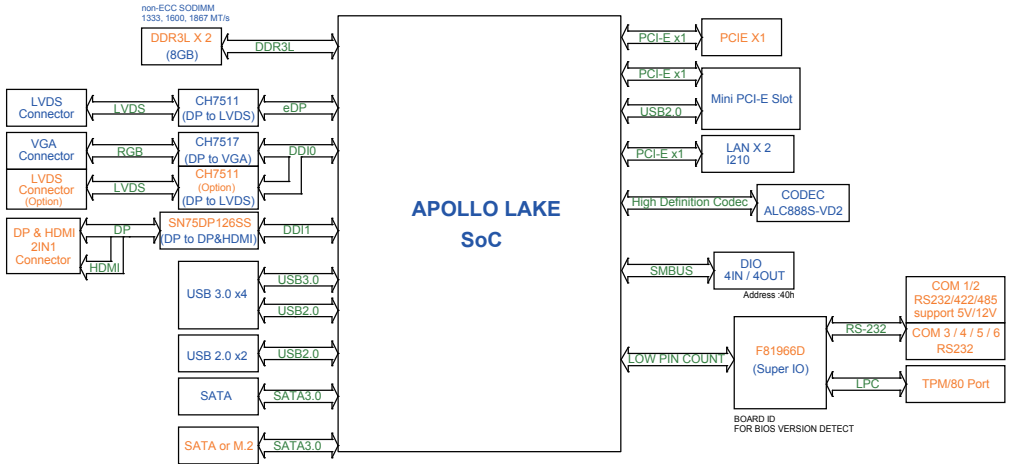 non-ECC SODIMM
1333, 1600, 1867 MT/s
DDR3L X 2
(8GB)
DDR3L
LVDS
Connector
LVDS
CH7511
(DP to LVDS)
eDP
VGA
Connector
RGB
CH7517
(DP to VGA)
DDI0
LVDS
Connector
(Option)
LVDS
CH7511
(Option)
(DP to LVDS)
DP & HDMI
2IN1
Connector
DP
HDMI
SN75DP126SS
(DP to DP&HDMI)
DDI1
USB 3.0 x4
USB3.0
USB2.0
USB 2.0 x2
USB2.0
SATA
SATA3.0
SATA or M.2
SATA3.0
APOLLO LAKE
SoC
PCI-E x1
PCIE X1
PCI-E x1
USB2.0
Mini PCI-E Slot
PCI-E x1
LAN X 2
I210
High Definition Codec
CODEC
ALC888S-VD2
SMBUS
DIO
4IN / 4OUT
Address :40h
LOW PIN COUNT
F81966D
(Super IO)
BOARD ID
FOR BIOS VERSION DETECT
RS-232
COM 1/2
RS232/422/485
support 5V/12V
COM 3 / 4 / 5 / 6
RS232
LPC
TPM/80 Port